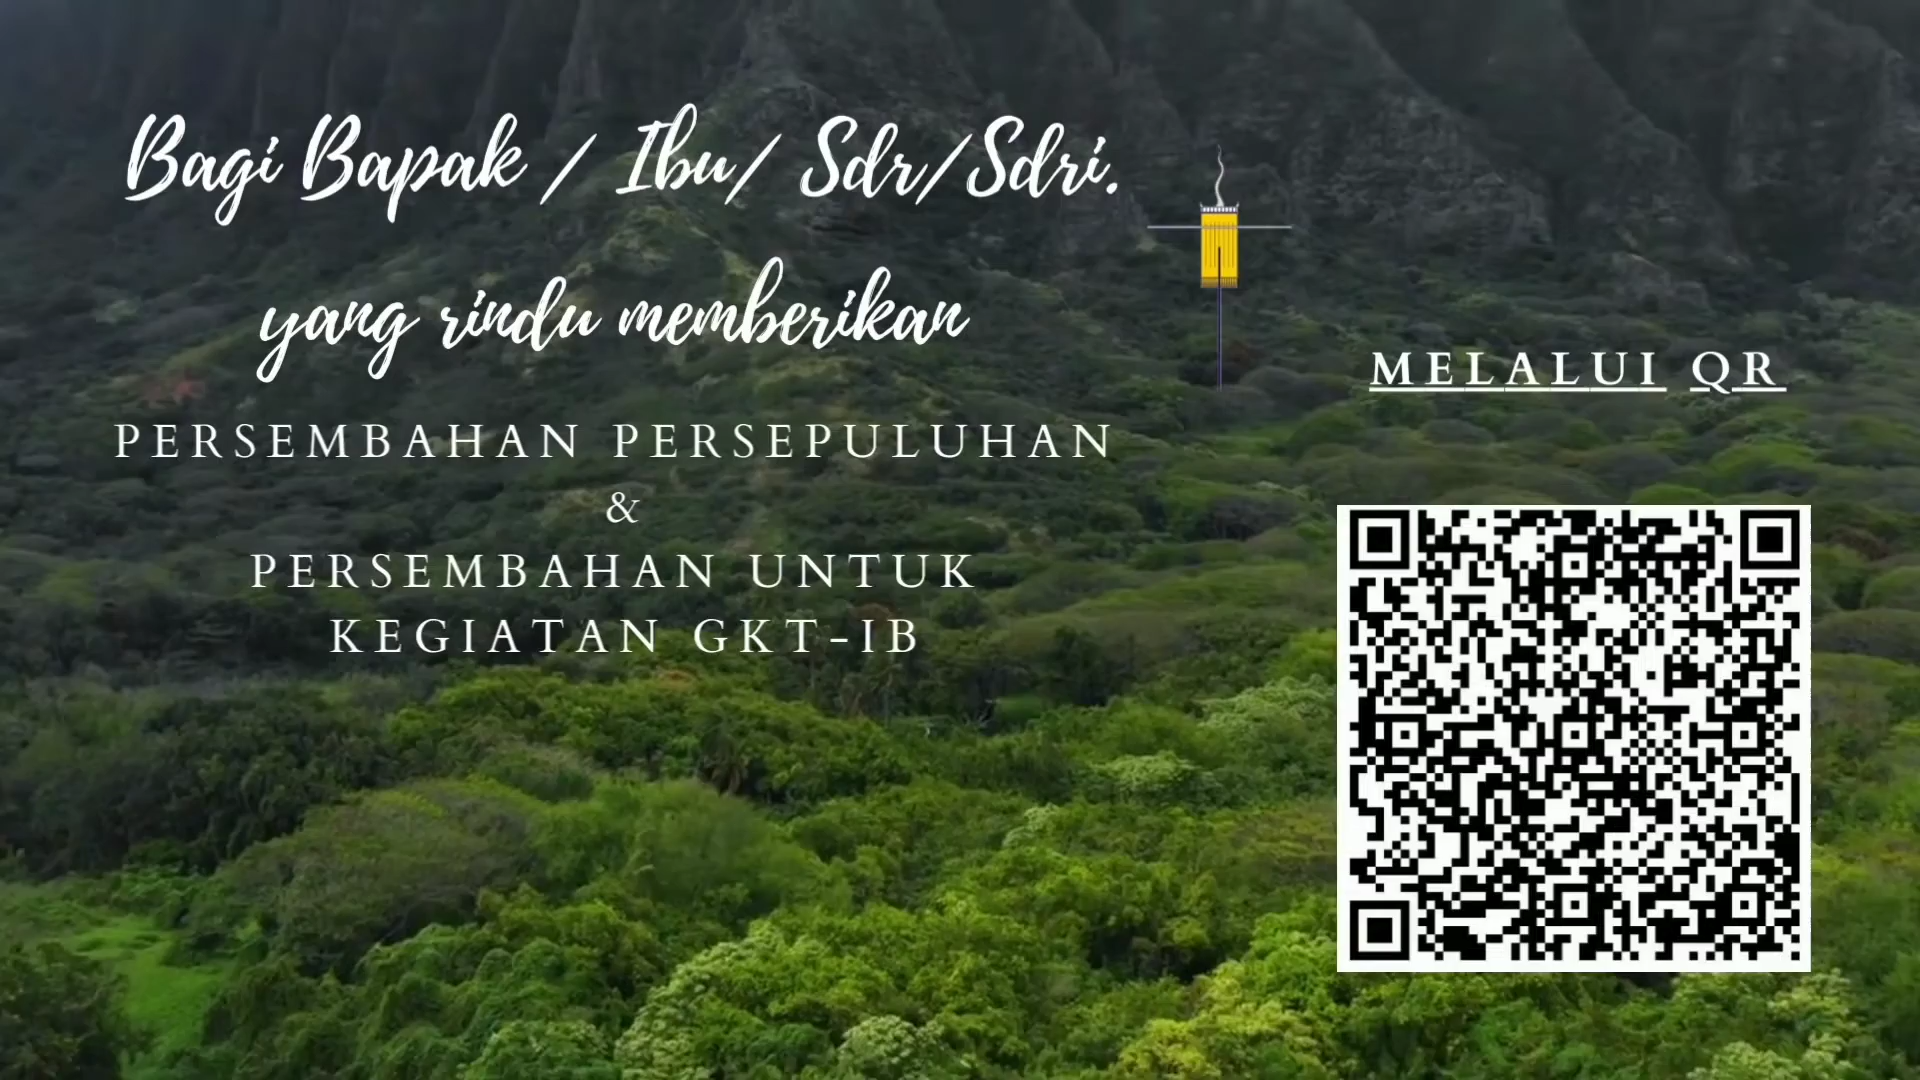 Bagi Bapak / Ibu/ Sdr/Sdri.
yang rindu memberikan
PERSEMBAHAN PERSEPULUHAN
&
PERSEMBAHAN UNTUK
KEGIATAN GKT-IB
MELALUI QR